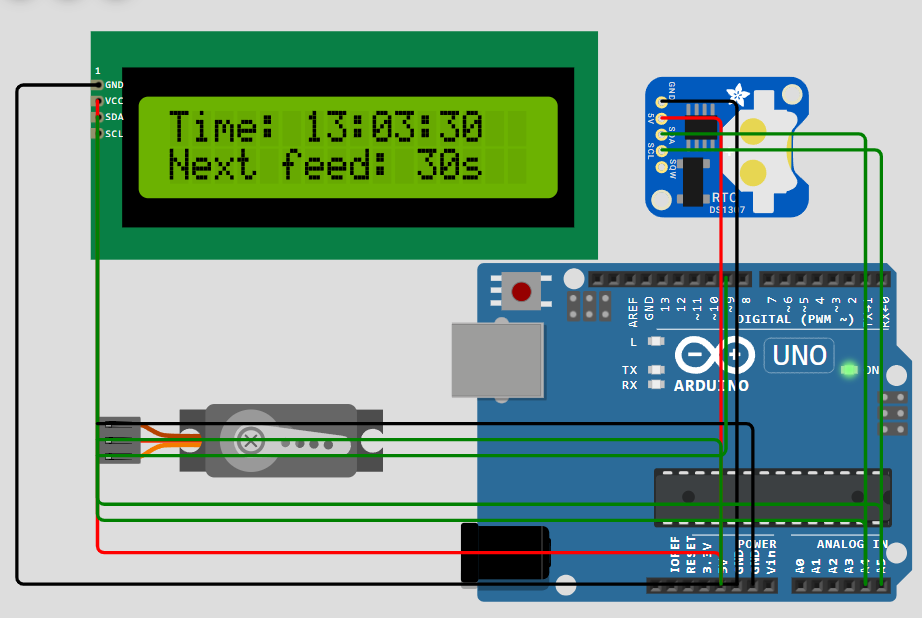 1
GND
VCC
SDA
SCL
Time: 13:03:30
Next feed: 30s
GND
5V
SDA
SCL
SQW
RTC
DS1307
AREF
GND
13
12
~11
~10
~9
8
7
~6
~5
4
~3
2
TX→1
RX←0
DIGITAL (PWM ~)
L
TX
RX
ARDUINO
UNO
ON
IOREF
RESET
3.3V
5V
GND
GND
Vin
POWER
ANALOG IN
A0
A1
A2
A3
A4
A5